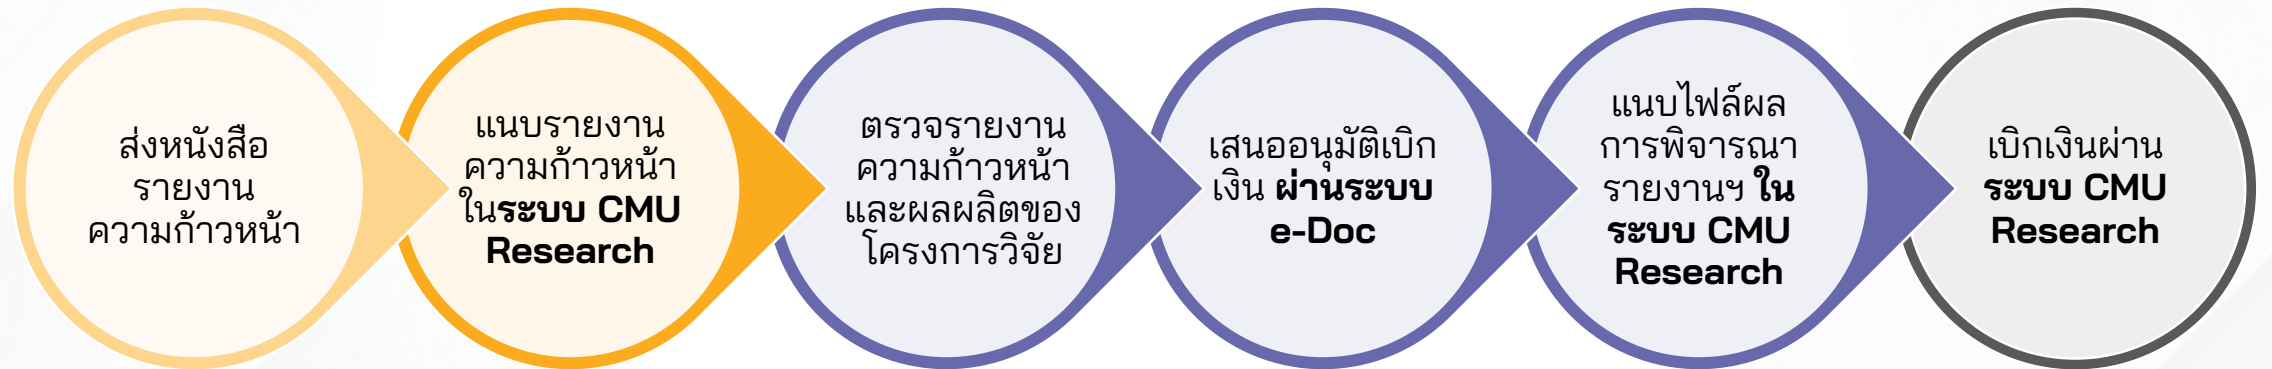 ส่งหนังสือ
รายงาน
ความก้าวหน้า
แนบรายงาน
ความก้าวหน้า
ในระบบ CMU
Research
ตรวจรายงาน
ความก้าวหน้า
และผลผลิตของ
โครงการวิจัย
เสนออนุมัติเบิก
เงิน ผ่านระบบ
e-Doc
แนบไฟล์ผล
การพิจารณา
รายงานฯ ใน
ระบบ CMU
Research
เบิกเงินผ่าน
ระบบ CMU
Research